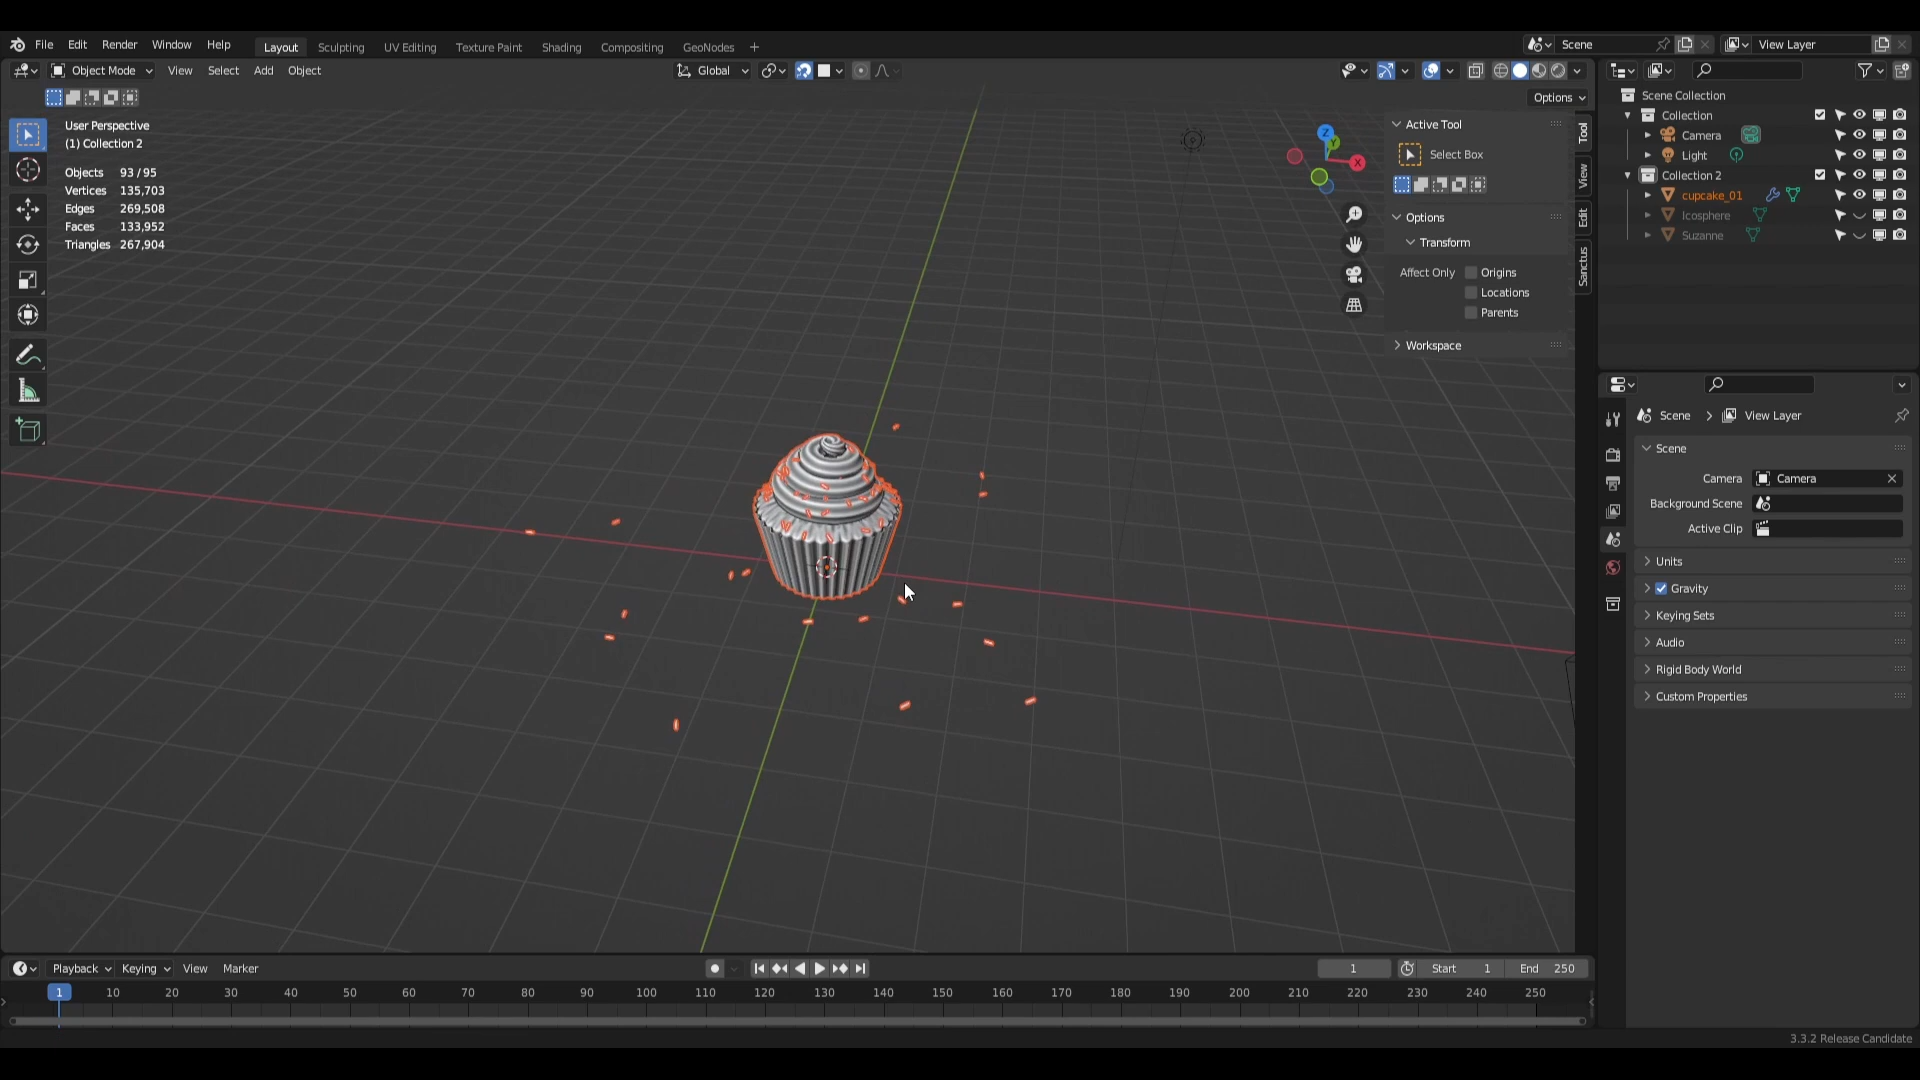 File Edit Render Window Help Layout Sculpting UV Editing Texture Paint Shading Compositing GeoNodes + Scene View Layer
Object Mode View Select Add Object Global
Options
User Perspective
(1) Collection 2
Objects 93 / 95
Vertices 135,703
Edges 269,508
Faces 133,952
Triangles 267,904
Z
Y
X
Active Tool
Select Box
Options
Transform
Affect Only Origins
Locations
Parents
Workspace
Tool
View
Edit
Sanctus
Scene Collection
Collection
Camera
Light
Collection 2
cupcake_01
Icosphere
Suzanne
Scene > View Layer
Scene
Camera Camera
Background Scene
Active Clip
Units
Gravity
Keying Sets
Audio
Rigid Body World
Custom Properties
Playback Keying View Marker 1 Start 1 End 250
1 10 20 30 40 50 60 70 80 90 100 110 120 130 140 150 160 170 180 190 200 210 220 230 240 250
3.3.2 Release Candidate